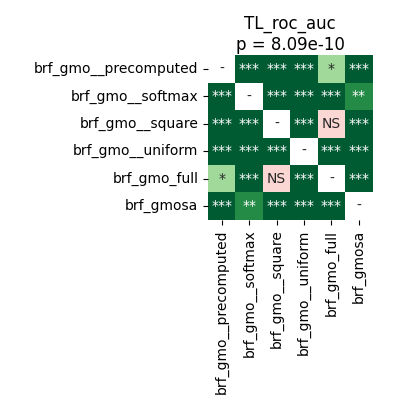 TL_roc_auc
p = 8.09e-10
brf_gmo__precomputed - *** *** *** * ***
brf_gmo__softmax *** - *** *** *** **
brf_gmo__square *** *** - *** NS ***
brf_gmo__uniform *** *** *** - *** ***
brf_gmo_full * *** NS *** - ***
brf_gmosa *** ** *** *** *** -
brf_gmo__precomputed
brf_gmo__softmax
brf_gmo__square
brf_gmo__uniform
brf_gmo_full
brf_gmosa